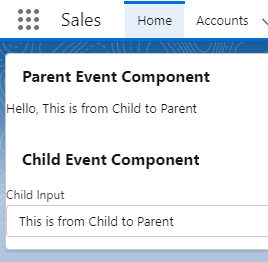 Sales Home Accounts
Parent Event Component
Hello, This is from Child to Parent
Child Event Component
Child Input
This is from Child to Parent